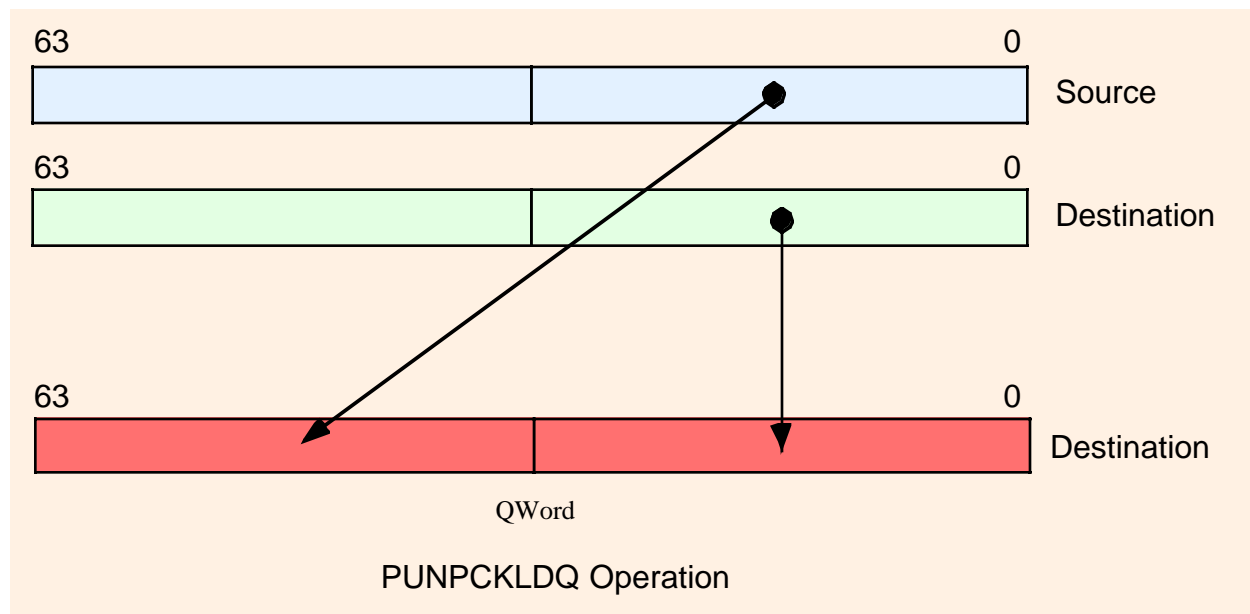 63 0
Source
63 0
Destination
63 0
Destination
QWord
PUNPCKLDQ Operation